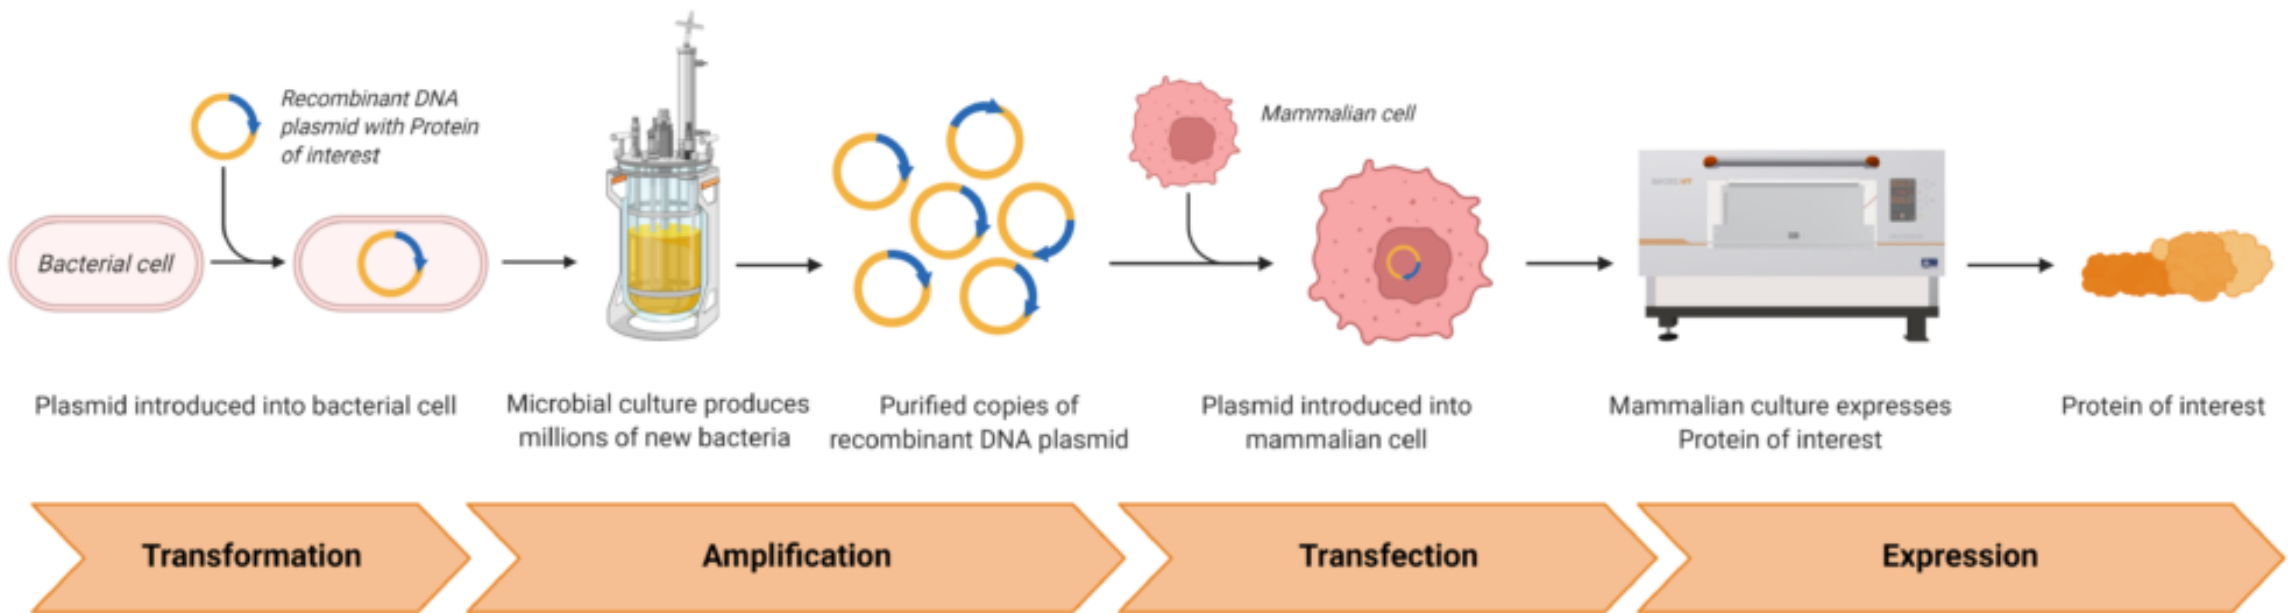 Recombinant DNA
plasmid with Protein
of interest
Bacterial cell
Mammalian cell
Plasmid introduced into bacterial cell
Microbial culture produces
millions of new bacteria
Purified copies of
recombinant DNA plasmid
Plasmid introduced into
mammalian cell
Mammalian culture expresses
Protein of interest
Protein of interest
Transformation
Amplification
Transfection
Expression